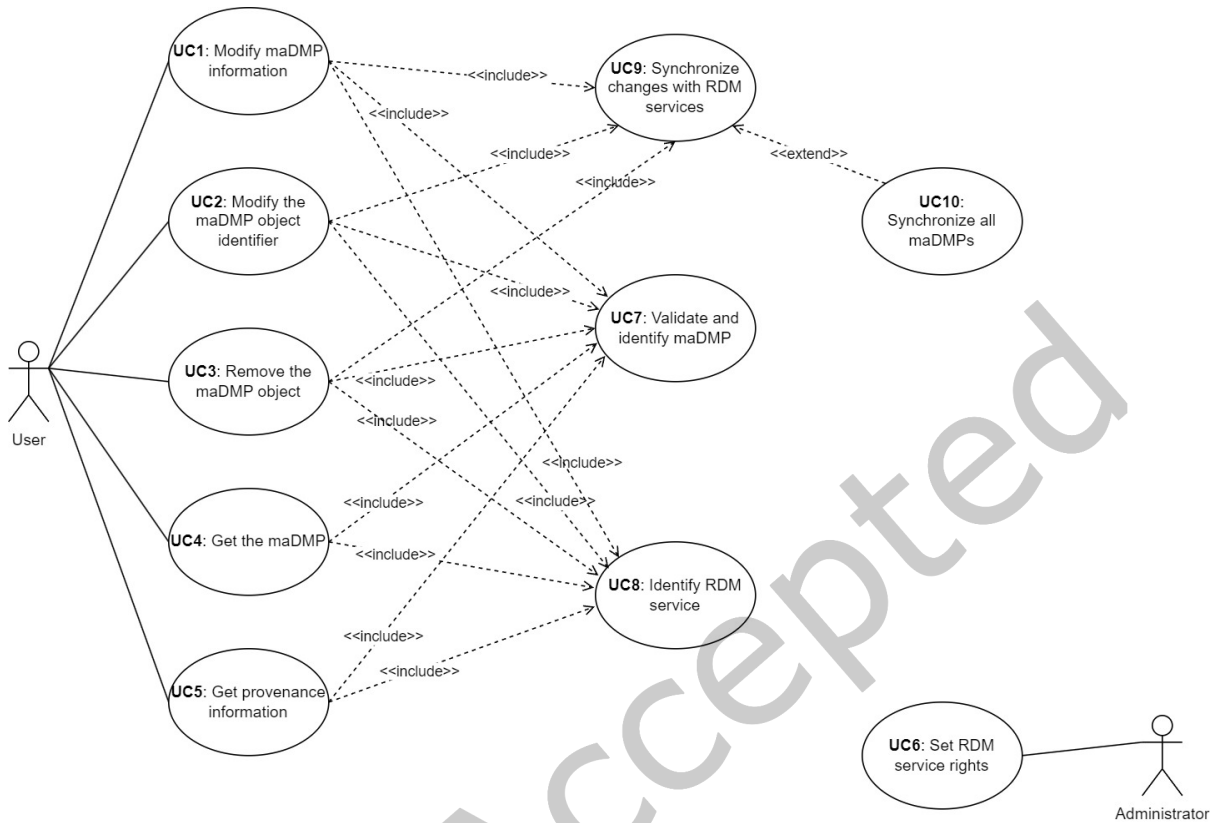 UC1: Modify maDMP
information
<<include>>
UC9: Synchronize
changes with RDM
services
<<include>>
<<include>>
<<extend>>
<<include>>
UC2: Modify the
maDMP object
identifier
UC10:
Synchronize all
maDMPs
<<include>>
UC7: Validate and
identify maDMP
UC3: Remove the
maDMP object
<<include>>
<<include>>
User
<<include>>
<<include>>
<<include>>
UC4: Get the maDMP
<<include>>
UC8: Identify RDM
service
<<include>>
<<include>>
UC5: Get provenance
information
UC6: Set RDM
service rights
Administrator
Accepted